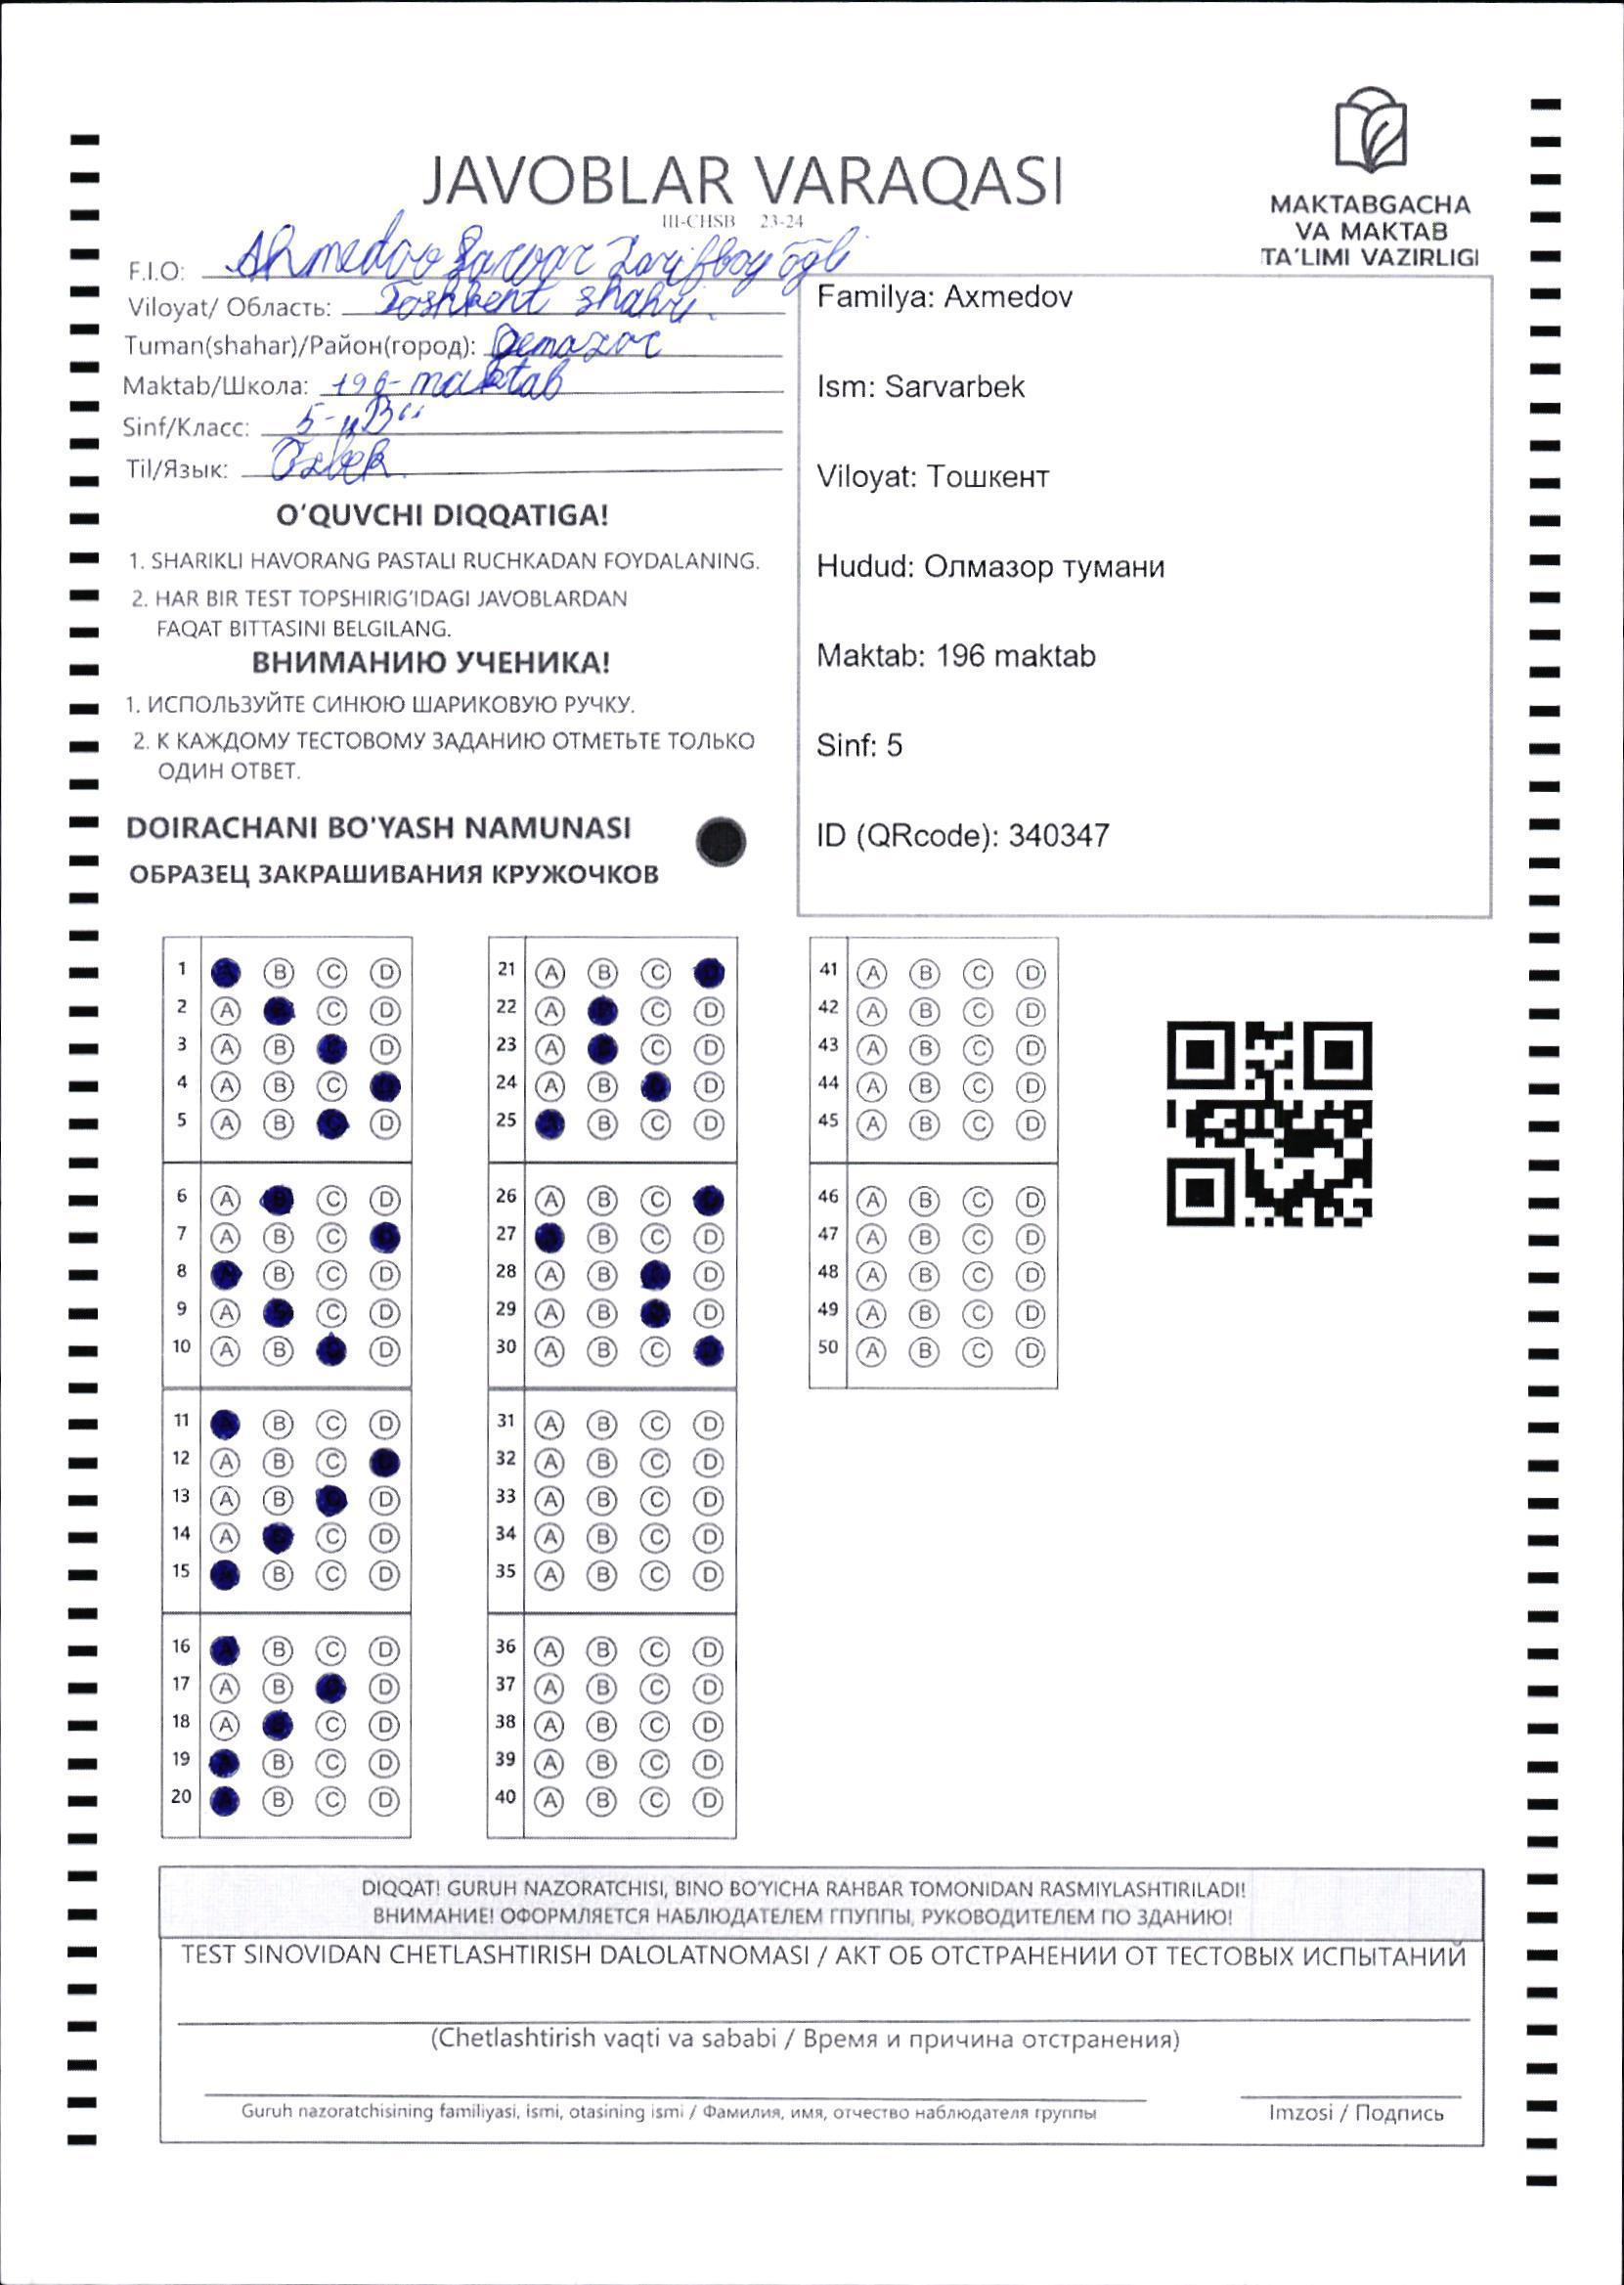 JAVOBLAR VARAQASI
III-CHSB 23-24
MAKTABGACHA
VA MAKTAB
TA'LIMI VAZIRLIGI
F.I.O: Ahmedov Sarvar Zarifboy o'g'li
Viloyat/ Область: Toshkent shahri.
Tuman(shahar)/Район(город): Olmazor
Maktab/Школа: 196-maktab
Sinf/Класс: 5-„B“
Til/Язык: O'zbek
O'QUVCHI DIQQATIGA!
1. SHARIKLI HAVORANG PASTALI RUCHKADAN FOYDALANING.
2. HAR BIR TEST TOPSHIRIG'IDAGI JAVOBLARDAN
FAQAT BITTASINI BELGILANG.
ВНИМАНИЮ УЧЕНИКА!
1. ИСПОЛЬЗУЙТЕ СИНЮЮ ШАРИКОВУЮ РУЧКУ.
2. К КАЖДОМУ ТЕСТОВОМУ ЗАДАНИЮ ОТМЕТЬТЕ ТОЛЬКО
ОДИН ОТВЕТ.
DOIRACHANI BO'YASH NAMUNASI
ОБРАЗЕЦ ЗАКРАШИВАНИЯ КРУЖОЧКОВ
Familya: Axmedov
Ism: Sarvarbek
Viloyat: Тошкент
Hudud: Олмазор тумани
Maktab: 196 maktab
Sinf: 5
ID (QRcode): 340347
1 A B C D
2 A B C D
3 A B C D
4 A B C D
5 A B C D
6 A B C D
7 A B C D
8 A B C D
9 A B C D
10 A B C D
11 A B C D
12 A B C D
13 A B C D
14 A B C D
15 A B C D
16 A B C D
17 A B C D
18 A B C D
19 A B C D
20 A B C D
21 A B C D
22 A B C D
23 A B C D
24 A B C D
25 A B C D
26 A B C D
27 A B C D
28 A B C D
29 A B C D
30 A B C D
31 A B C D
32 A B C D
33 A B C D
34 A B C D
35 A B C D
36 A B C D
37 A B C D
38 A B C D
39 A B C D
40 A B C D
41 A B C D
42 A B C D
43 A B C D
44 A B C D
45 A B C D
46 A B C D
47 A B C D
48 A B C D
49 A B C D
50 A B C D
DIQQAT! GURUH NAZORATCHISI, BINO BO'YICHA RAHBAR TOMONIDAN RASMIYLASHTIRILADI!
ВНИМАНИЕ! ОФОРМЛЯЕТСЯ НАБЛЮДАТЕЛЕМ ГПУППЫ, РУКОВОДИТЕЛЕМ ПО ЗДАНИЮ!
TEST SINOVIDAN CHETLASHTIRISH DALOLATNOMASI / АКТ ОБ ОТСТРАНЕНИИ ОТ ТЕСТОВЫХ ИСПЫТАНИЙ
(Chetlashtirish vaqti va sababi / Время и причина отстранения)
Guruh nazoratchisining familiyasi, ismi, otasining ismi / Фамилия, имя, отчество наблюдателя группы
Imzosi / Подпись